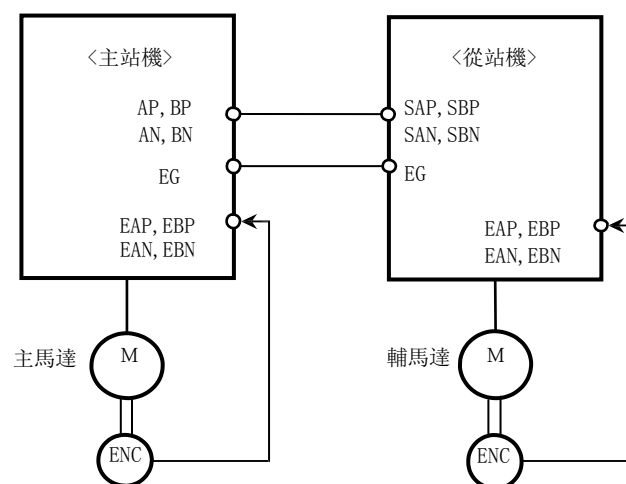 <主站機>
AP, BP
AN, BN
EG
EAP, EBP
EAN, EBN
主馬達
M
ENC
<從站機>
SAP, SBP
SAN, SBN
EG
EAP, EBP
EAN, EBN
輔馬達
M
ENC